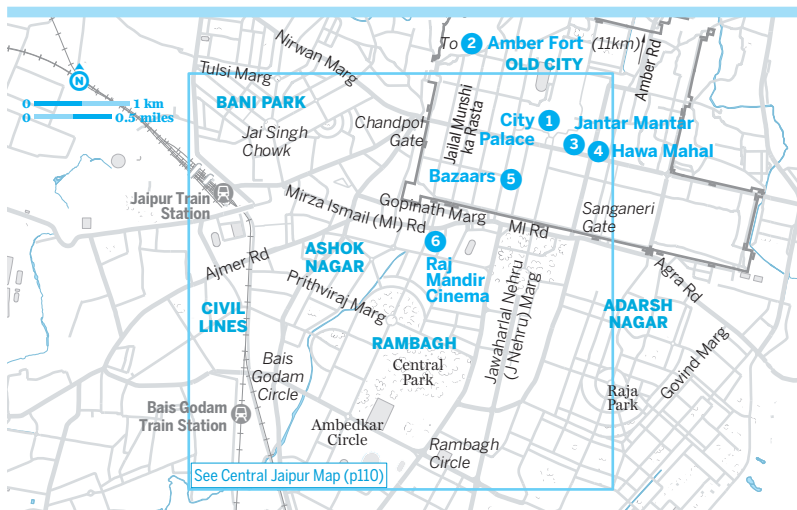 To 2 Amber Fort (11km)
OLD CITY
Amber Rd
Nirwan Marg
Tulsi Marg
N
0 1 km
0 0.5 miles
BANI PARK
Jai Singh
Chowk
Chandpol
Gate
Jailal Munshi
ka Rasta
City 1
Palace
Jantar Mantar
3
4 Hawa Mahal
Bazaars 5
Jaipur Train
Station
Mirza Ismail (MI) Rd
Gopinath Marg
MI Rd
Sanganeri
Gate
Ajmer Rd
ASHOK
NAGAR
6
Raj
Mandir
Cinema
Agra Rd
Prithviraj Marg
CIVIL
LINES
Jawaharlal Nehru
(J Nehru) Marg
ADARSH
NAGAR
RAMBAGH
Central
Park
Govind Marg
Bais
Godam
Circle
Raja
Park
Bais Godam
Train Station
Ambedkar
Circle
Rambagh
Circle
See Central Jaipur Map (p110)